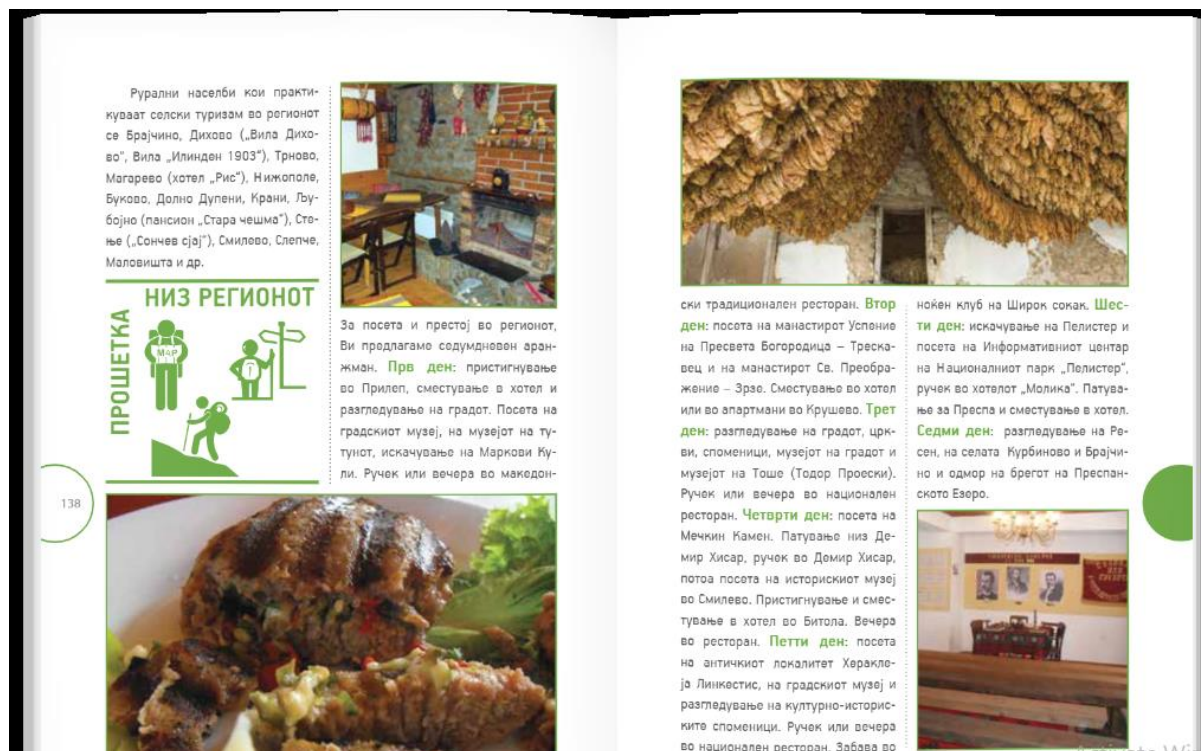 Рурални населби кои практи-
куваат селски туризам во регионот
се Брајчино, Дихово („Вила Дихо-
во“, Вила „Илинден 1903“), Трново,
Магарево (хотел „Рис“), Нижополе,
Буково, Долно Дупени, Крани, Љу-
бојно (пансион „Стара чешма“), Сте-
ње („Сончев сјај“), Смилево, Слепче,
Маловишта и др.
ПРОШЕТКА
НИЗ РЕГИОНОТ
MAP
За посета и престој во регионот,
Ви предлагаме седумдневен аран-
жман. Прв ден: пристигнување
во Прилеп, сместување в хотел и
разгледување на градот. Посета на
градскиот музеј, на музејот на ту-
тунот, искачување на Маркови Ку-
ли. Ручек или вечера во македон-
138
ски традиционален ресторан. Втор
ден: посета на манастирот Успение
на Пресвета Богородица – Треска-
вец и на манастирот Св. Преобра-
жение – Зрзе. Сместување во хотел
или во апартмани во Крушево. Трет
ден: разгледување на градот, црк-
ви, споменици, музејот на градот и
музејот на Тоше (Тодор Проески).
Ручек или вечера во национален
ресторан. Четврти ден: посета на
Мечкин Камен. Патување низ Де-
мир Хисар, ручек во Демир Хисар,
потоа посета на историскиот музеј
во Смилево. Пристигнување и смес-
тување в хотел во Битола. Вечера
во ресторан. Петти ден: посета
на античкиот локалитет Херакле-
ја Линкестис, на градскиот музеј и
разгледување на културно-историс-
ките споменици. Ручек или вечера
во национален ресторан. Забава во
ноќен клуб на Широк сокак. Шес-
ти ден: искачување на Пелистер и
посета на Информативниот центар
на Националниот парк „Пелистер“,
ручек во хотелот „Молика“. Патува-
ње за Преспа и сместување в хотел.
Седми ден: разгледување на Ре-
сен, на селата Курбиново и Брајчи-
но и одмор на брегот на Преспан-
ското Езеро.